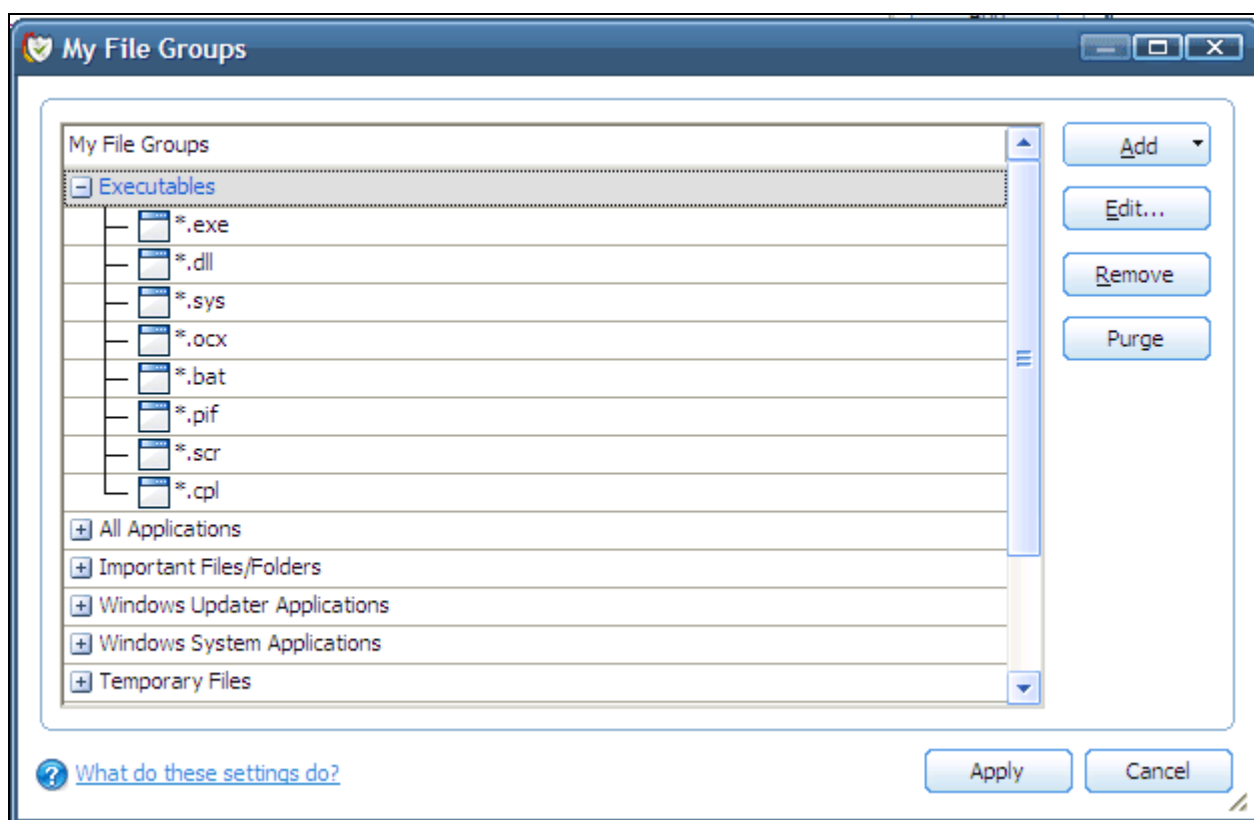 My File Groups
My File Groups
Executables
*.exe
*.dll
*.sys
*.ocx
*.bat
*.pif
*.scr
*.cpl
All Applications
Important Files/Folders
Windows Updater Applications
Windows System Applications
Temporary Files
Add
Edit...
Remove
Purge
What do these settings do?
Apply
Cancel